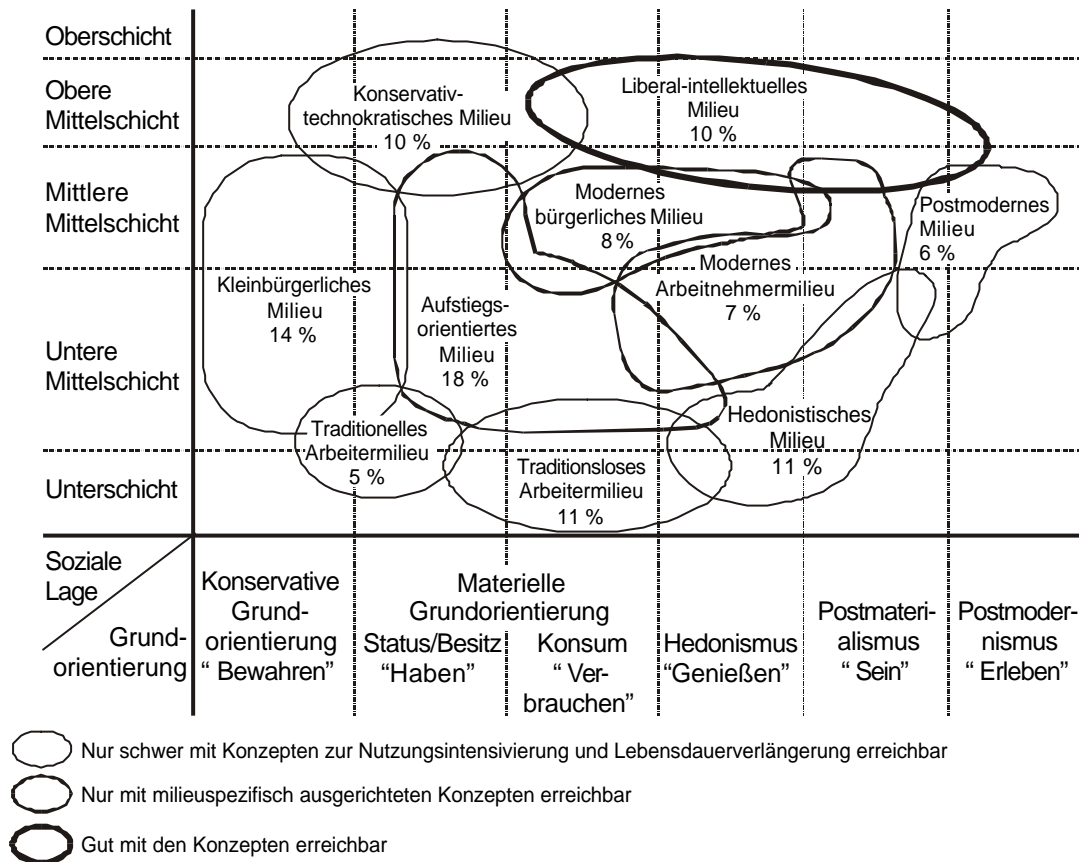 Oberschicht
Obere
Mittelschicht
Mittlere
Mittelschicht
Untere
Mittelschicht
Unterschicht
Konservativ-
technokratisches Milieu
10 %
Liberal-intellektuelles
Milieu
10 %
Modernes
bürgerliches Milieu
8 %
Postmodernes
Milieu
6 %
Kleinbürgerliches
Milieu
14 %
Aufstiegs-
orientiertes
Milieu
18 %
Modernes
Arbeitnehmermilieu
7 %
Traditionelles
Arbeitermilieu
5 %
Traditionsloses
Arbeitermilieu
11 %
Hedonistisches
Milieu
11 %
Soziale
Lage
Grund-
orientierung
Konservative
Grund-
orientierung
“ Bewahren”
Materielle
Grundorientierung
Status/Besitz
"Haben”
Konsum
“ Ver-
brauchen”
Hedonismus
“Genießen”
Postmateri-
alismus
“ Sein”
Postmoder-
nismus
“ Erleben”
Nur schwer mit Konzepten zur Nutzungsintensivierung und Lebensdauerverlängerung erreichbar
Nur mit milieuspezifisch ausgerichteten Konzepten erreichbar
Gut mit den Konzepten erreichbar